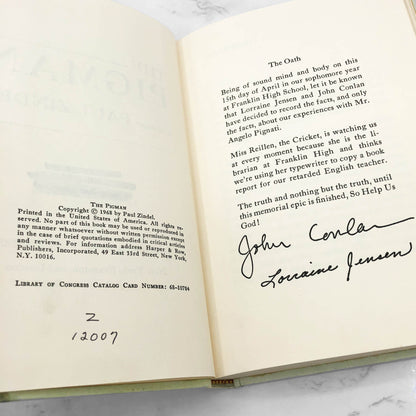 THE PIGMAN
Copyright © 1968 by Paul Zindel.
Printed in the United States of America. All rights re-
served. No part of this book may be used or reproduced in
any manner whatsoever without written permission except
in the case of brief quotations embodied in critical articles
and reviews. For information address Harper & Row,
Publishers, Incorporated, 49 East 33rd Street, New York,
N.Y. 10016.
LIBRARY OF CONGRESS CATALOG CARD NUMBER: 68-10784
Z
12007
The Oath
Being of sound mind and body on this
15th day of April in our sophomore year
at Franklin High School, let it be known
that Lorraine Jensen and John Conlan
have decided to record the facts, and only
the facts, about our experiences with Mr.
Angelo Pignati.
Miss Reillen, the Cricket, is watching us
at every moment because she is the li-
brarian at Franklin High and thinks
we're using her typewriter to copy a book
report for our retarded English teacher.
The truth and nothing but the truth, until
this memorial epic is finished, So Help Us
God!
John Conlan
Lorraine Jensen